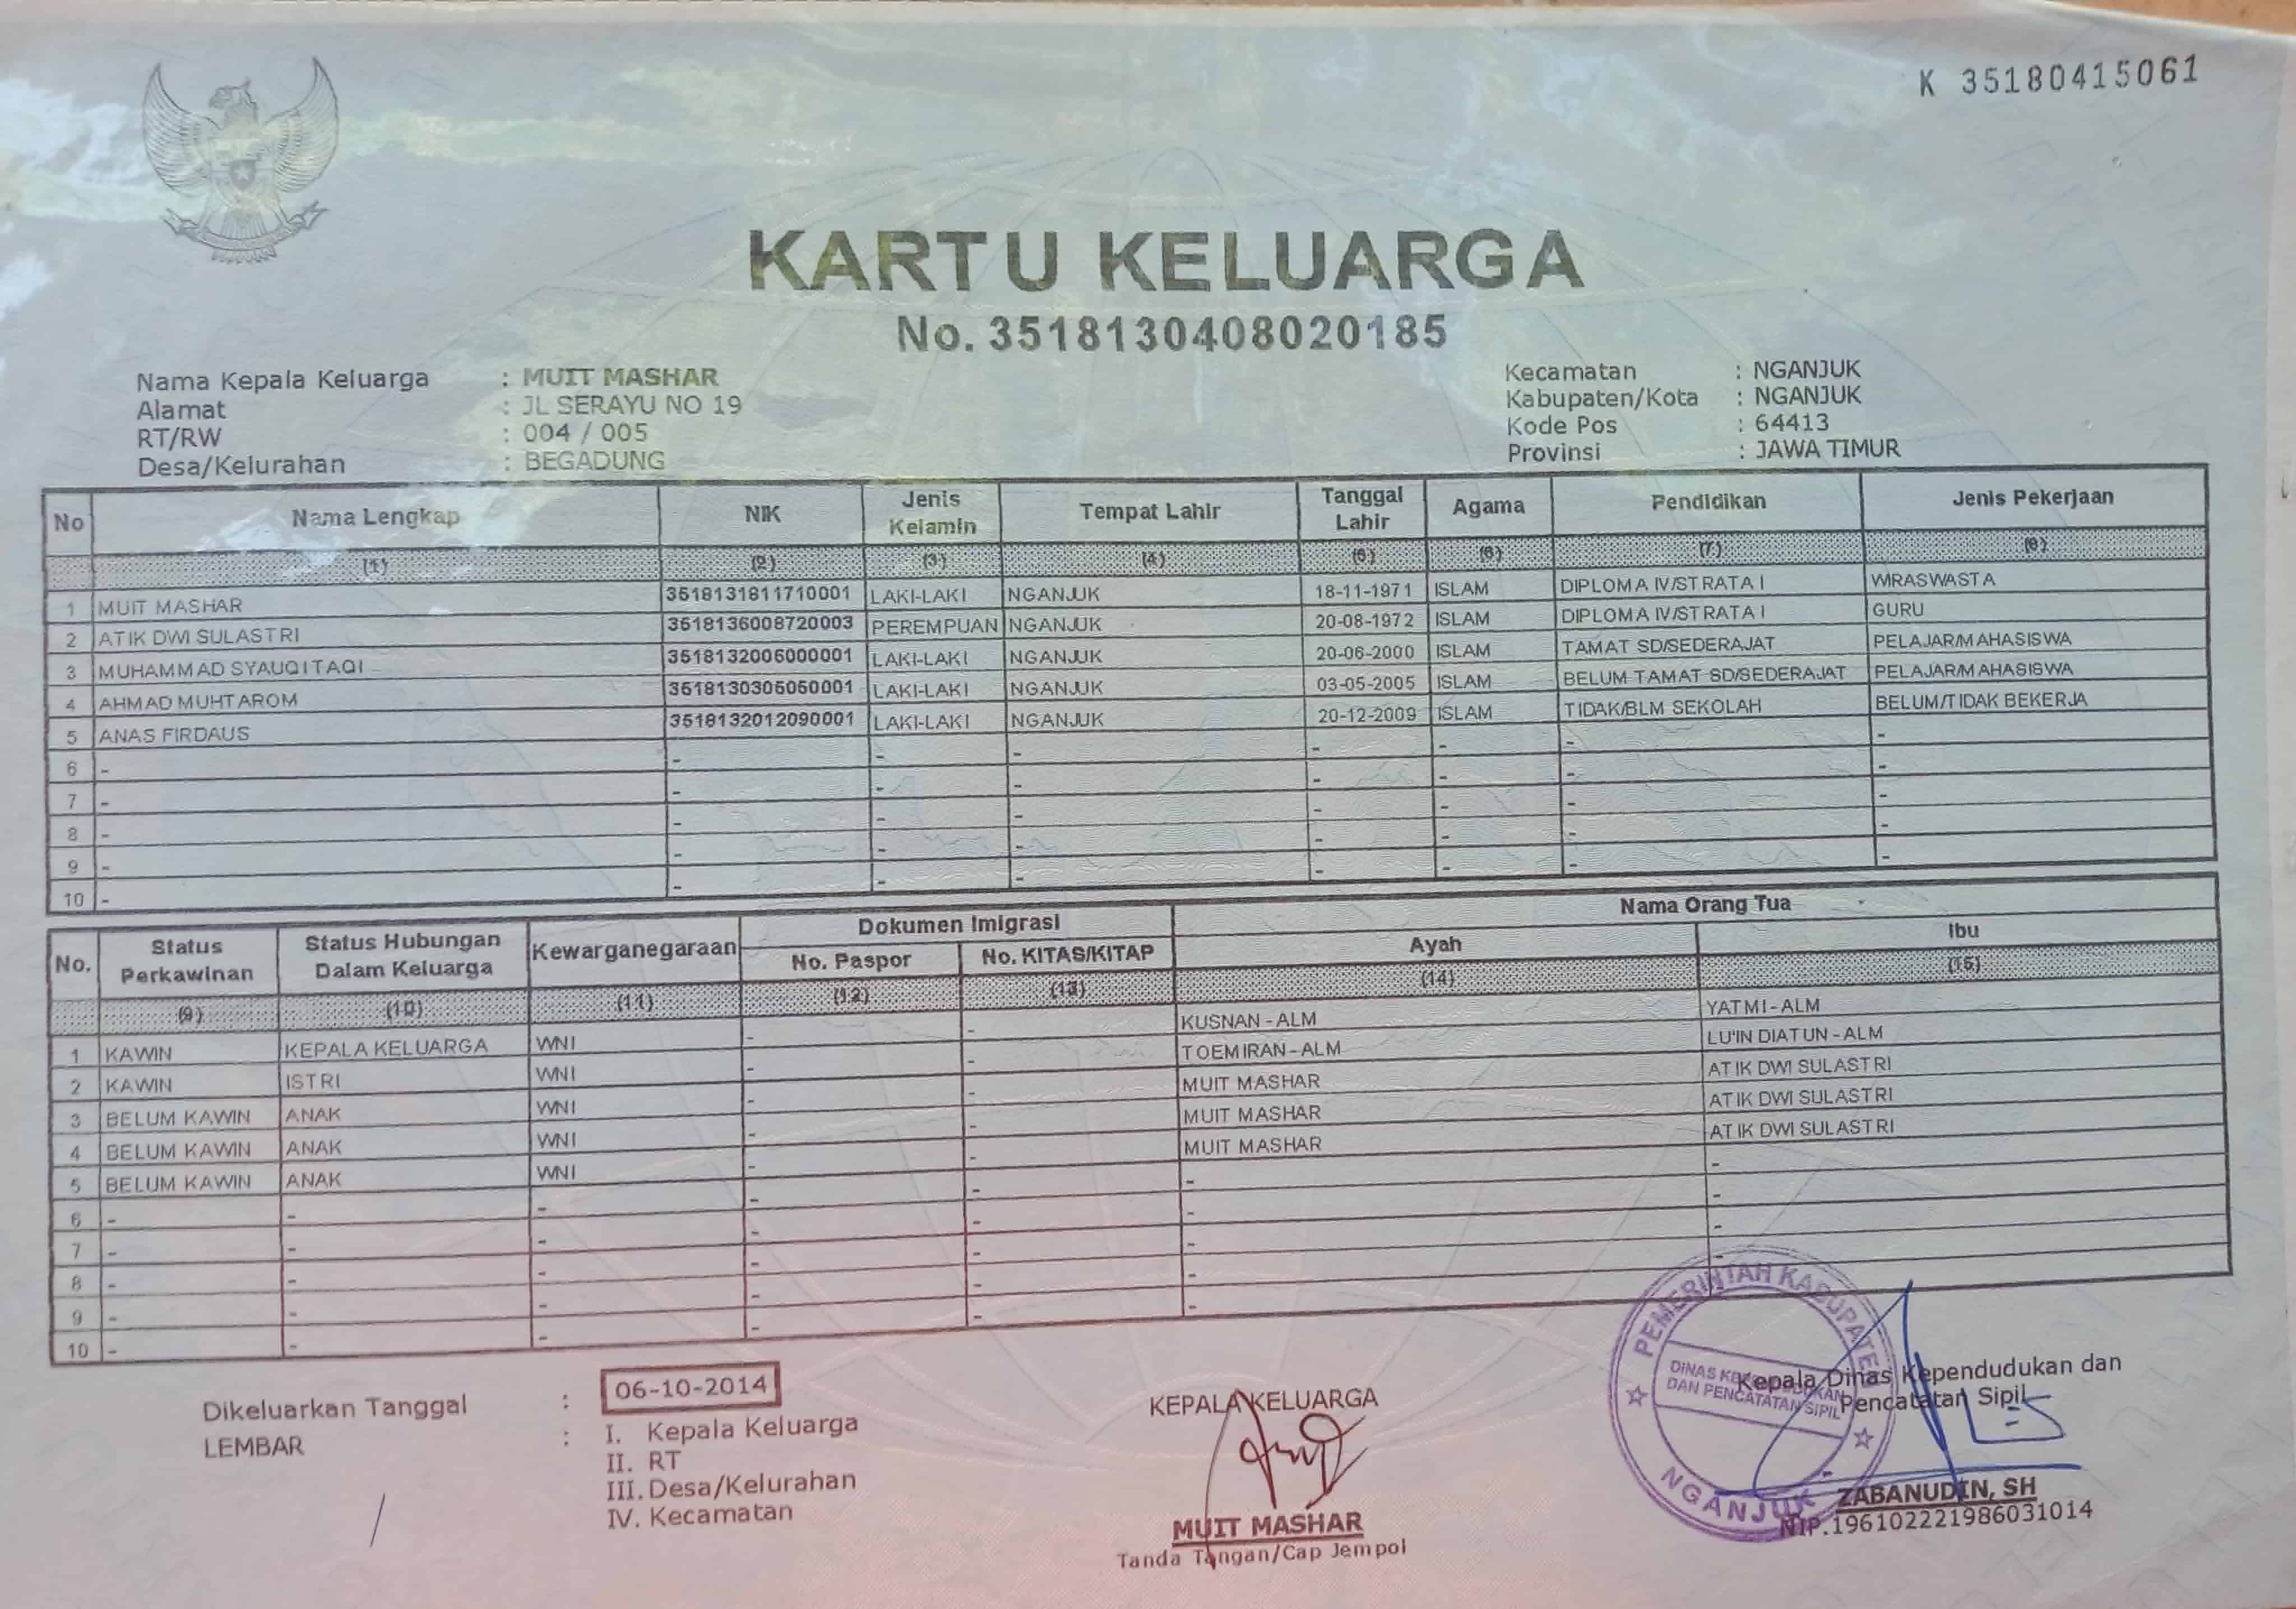 K 35180415061
KARTU KELUARGA
No. 3518130408020185
Nama Kepala Keluarga : MUIT MASHAR
Alamat : JL SERAYU NO 19
RT/RW : 004 / 005
Desa/Kelurahan : BEGADUNG
Kecamatan : NGANJUK
Kabupaten/Kota : NGANJUK
Kode Pos : 64413
Provinsi : JAWA TIMUR
No Nama Lengkap NIK Jenis Kelamin Tempat Lahir Tanggal Lahir Agama Pendidikan Jenis Pekerjaan
(1) (2) (3) (4) (5) (6) (7) (8)
1 MUIT MASHAR 3518131811710001 LAKI-LAKI NGANJUK 18-11-1971 ISLAM DIPLOMA IV/STRATA I WIRASWASTA
2 ATIK DWI SULASTRI 3518136008720003 PEREMPUAN NGANJUK 20-08-1972 ISLAM DIPLOMA IV/STRATA I GURU
3 MUHAMMAD SYAUQI TAQI 3518132006000001 LAKI-LAKI NGANJUK 20-06-2000 ISLAM TAMAT SD/SEDERAJAT PELAJAR/MAHASISWA
4 AHMAD MUHTAROM 3518130305050001 LAKI-LAKI NGANJUK 03-05-2005 ISLAM BELUM TAMAT SD/SEDERAJAT PELAJAR/MAHASISWA
5 ANAS FIRDAUS 3518132012090001 LAKI-LAKI NGANJUK 20-12-2009 ISLAM TIDAK/BLM SEKOLAH BELUM/TIDAK BEKERJA
6 - - - - - - - -
7 - - - - - - - -
8 - - - - - - - -
9 - - - - - - - -
10 - - - - - - - -
No. Status Perkawinan Status Hubungan Dalam Keluarga Kewarganegaraan Dokumen Imigrasi Nama Orang Tua
No. Paspor No. KITAS/KITAP Ayah Ibu
(9) (10) (11) (12) (13) (14) (15)
1 KAWIN KEPALA KELUARGA WNI - - KUSNAN - ALM YATMI - ALM
2 KAWIN ISTRI WNI - - TOEMIRAN - ALM LU'IN DIATUN - ALM
3 BELUM KAWIN ANAK WNI - - MUIT MASHAR ATIK DWI SULASTRI
4 BELUM KAWIN ANAK WNI - - MUIT MASHAR ATIK DWI SULASTRI
5 BELUM KAWIN ANAK WNI - - MUIT MASHAR ATIK DWI SULASTRI
6 - - - - - - -
7 - - - - - - -
8 - - - - - - -
9 - - - - - - -
10 - - - - - - -
Dikeluarkan Tanggal : 06-10-2014
LEMBAR : I. Kepala Keluarga
II. RT
III. Desa/Kelurahan
IV. Kecamatan
KEPALA KELUARGA
MUIT MASHAR
Tanda Tangan/Cap Jempol
PEMERINTAH KABUPATEN
DINAS KEPENDUDUKAN
DAN PENCATATAN SIPIL
NGANJUK
Kepala Dinas Kependudukan dan
Pencatatan Sipil
ZABANUDIN, SH
NIP.196102221986031014